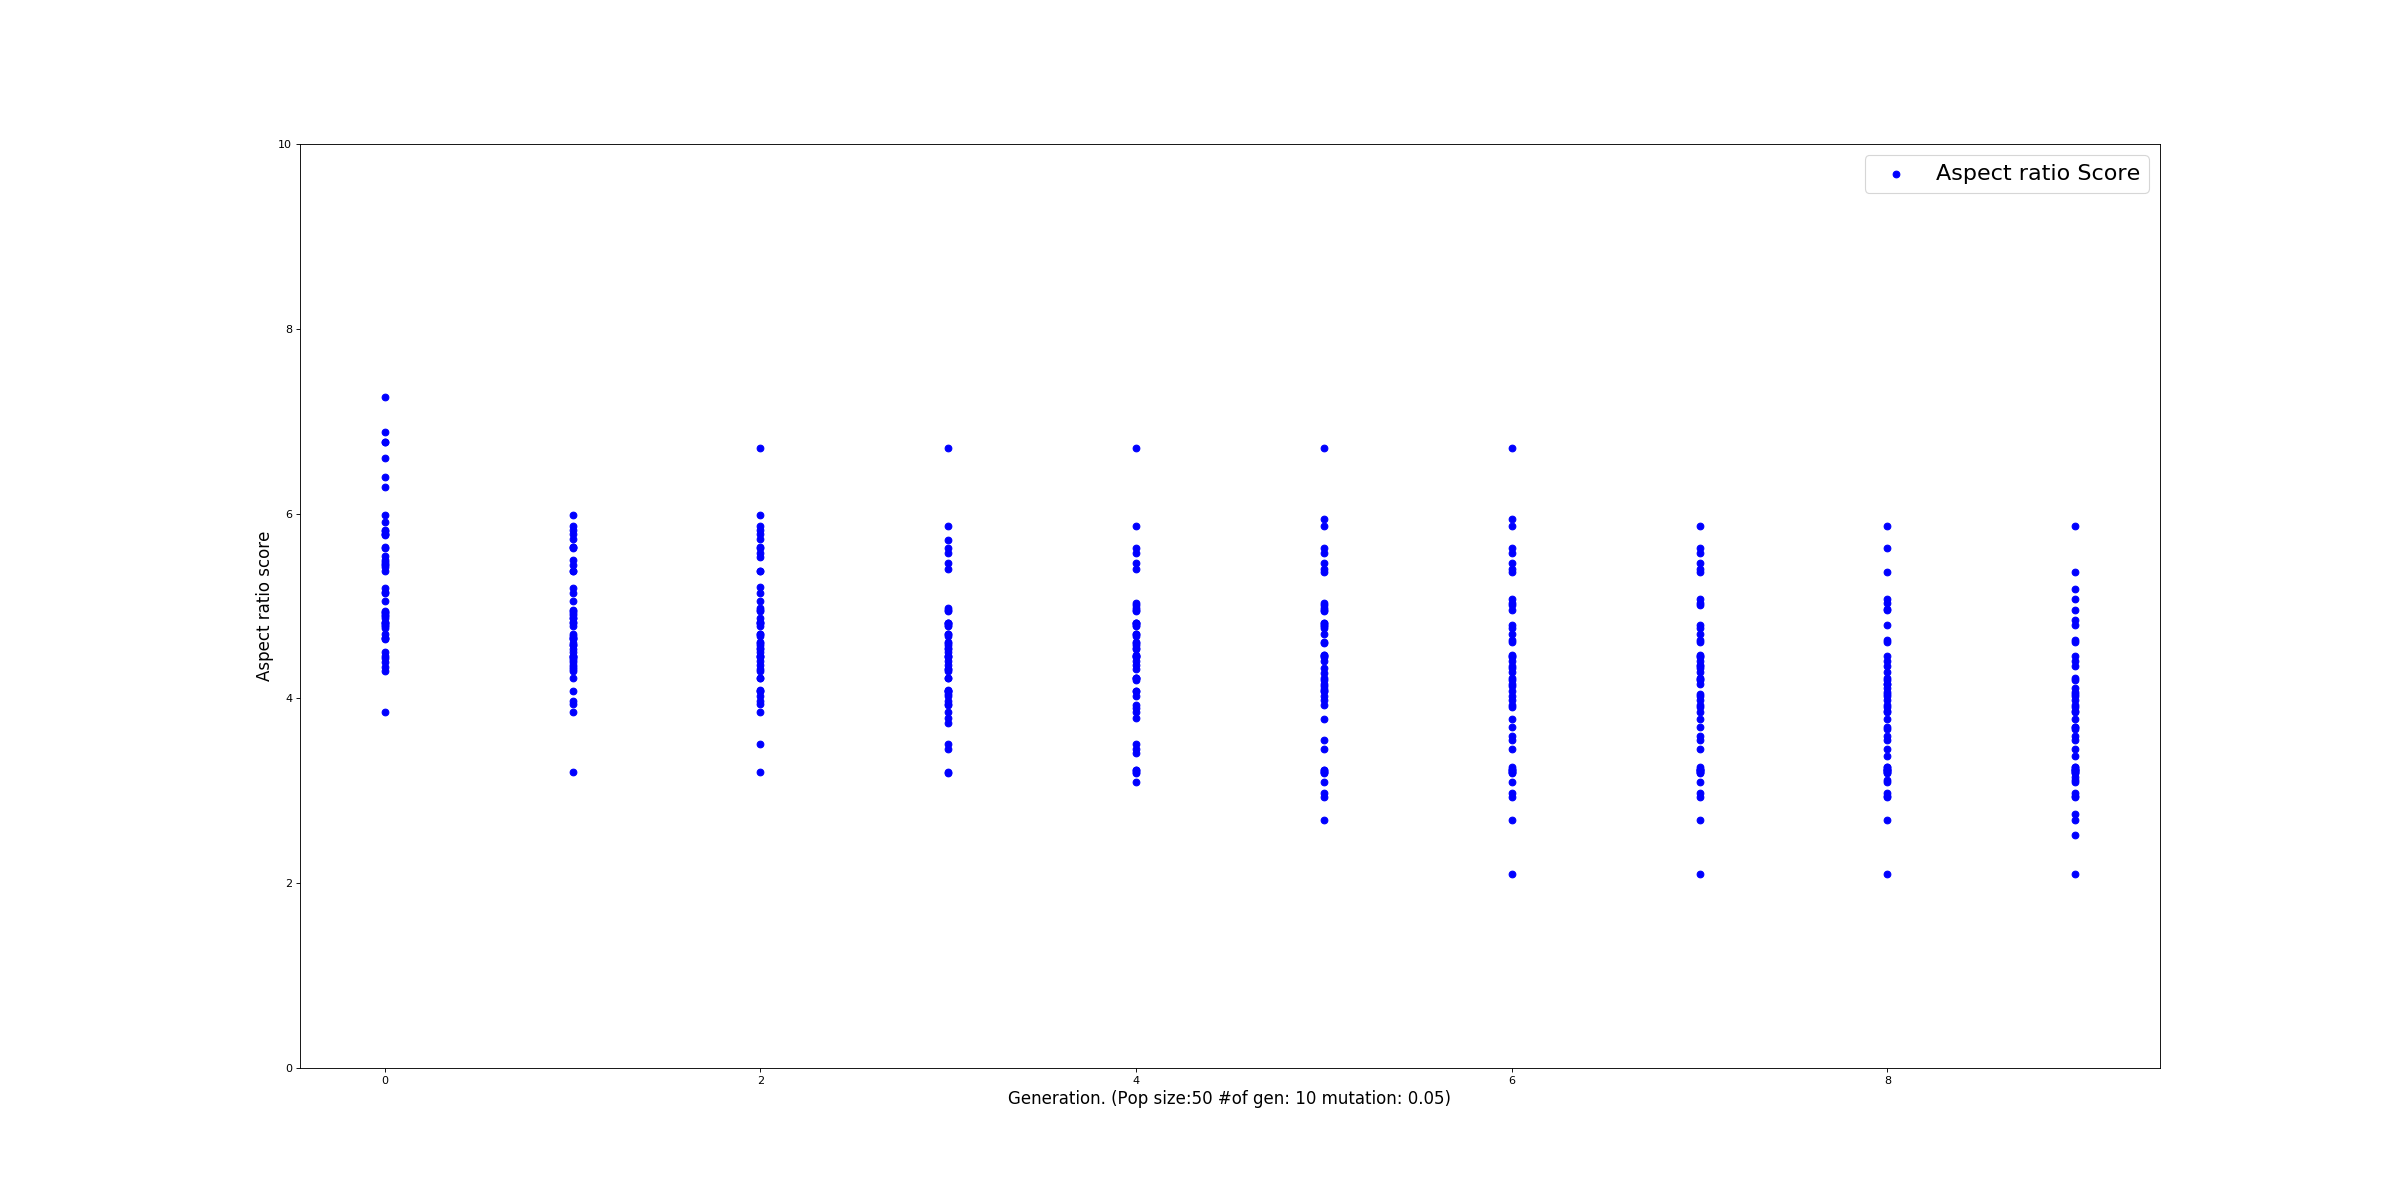 10
Aspect ratio Score
8
6
Aspect ratio score
4
2
0
0 2 4 6 8
Generation. (Pop size:50 #of gen: 10 mutation: 0.05)